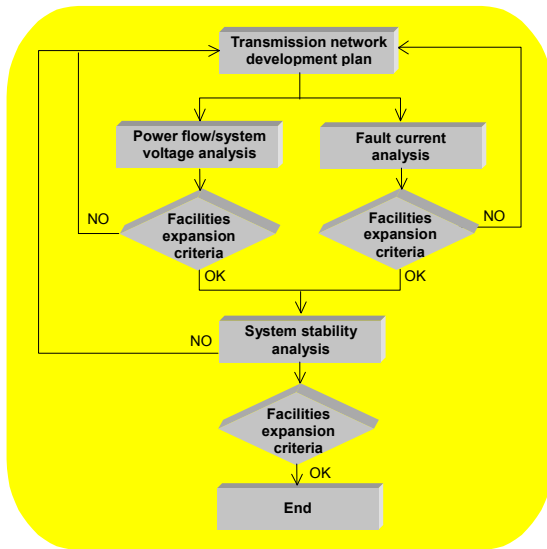 Transmission network
development plan
Power flow/system
voltage analysis
Fault current
analysis
NO
Facilities
expansion
criteria
Facilities
expansion
criteria
NO
OK
OK
NO
System stability
analysis
Facilities
expansion
criteria
OK
End